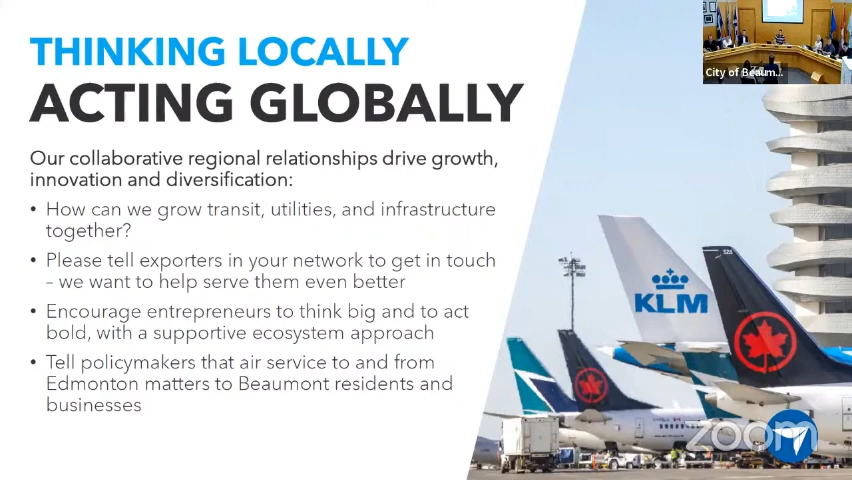 THINKING LOCALLY
ACTING GLOBALLY
Our collaborative regional relationships drive growth,
innovation and diversification:
• How can we grow transit, utilities, and infrastructure
together?
• Please tell exporters in your network to get in touch
– we want to help serve them even better
• Encourage entrepreneurs to think big and to act
bold, with a supportive ecosystem approach
• Tell policymakers that air service to and from
Edmonton matters to Beaumont residents and
businesses
City of Beaum...
KLM
zoom